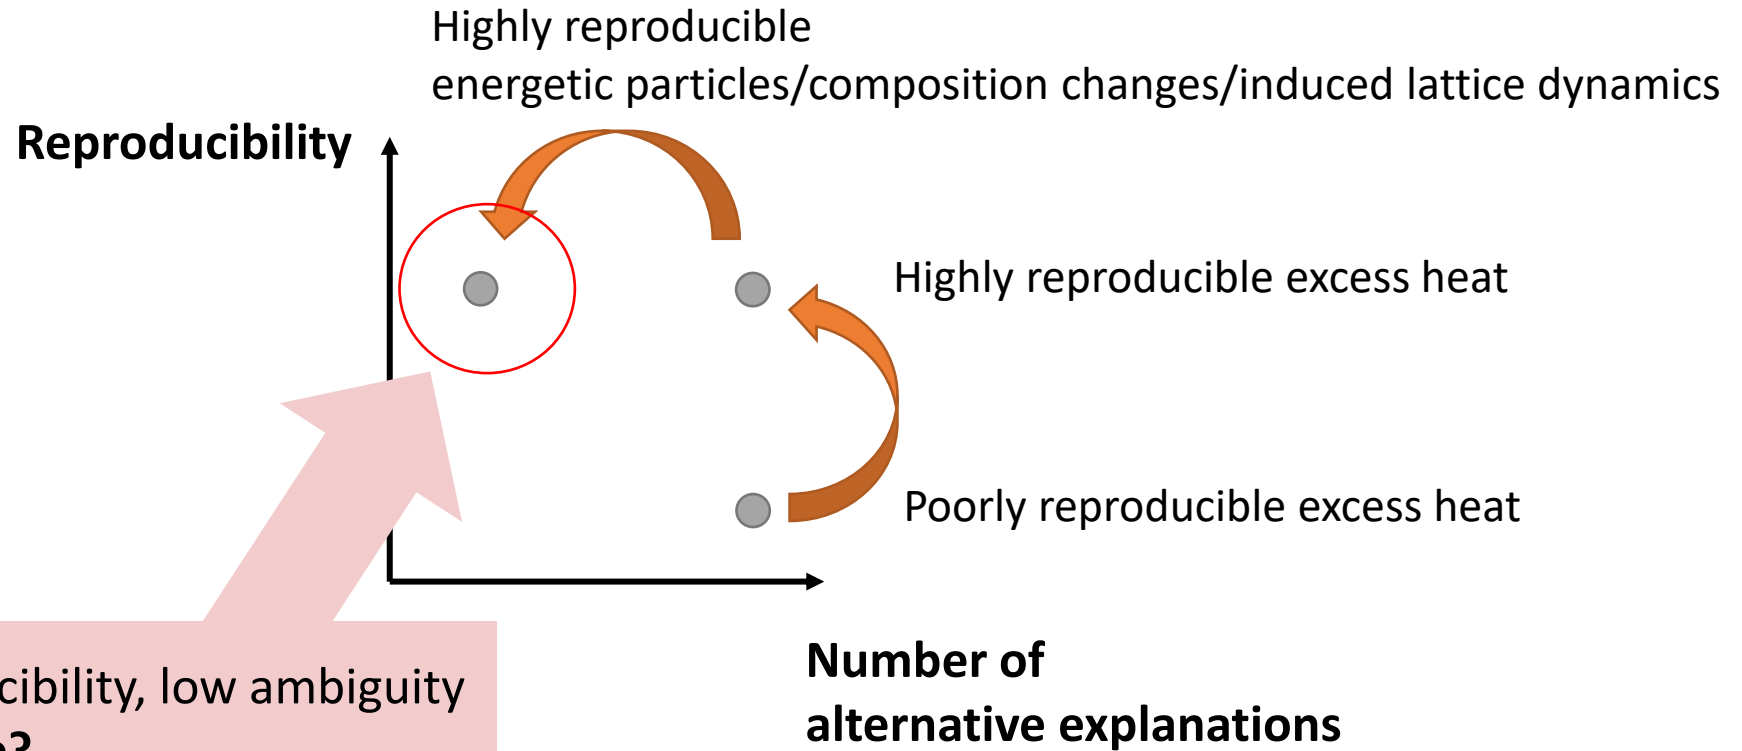 Highly reproducible
energetic particles/composition changes/induced lattice dynamics
Reproducibility
Highly reproducible excess heat
Poorly reproducible excess heat
Number of
alternative explanations
cibility, low ambiguity